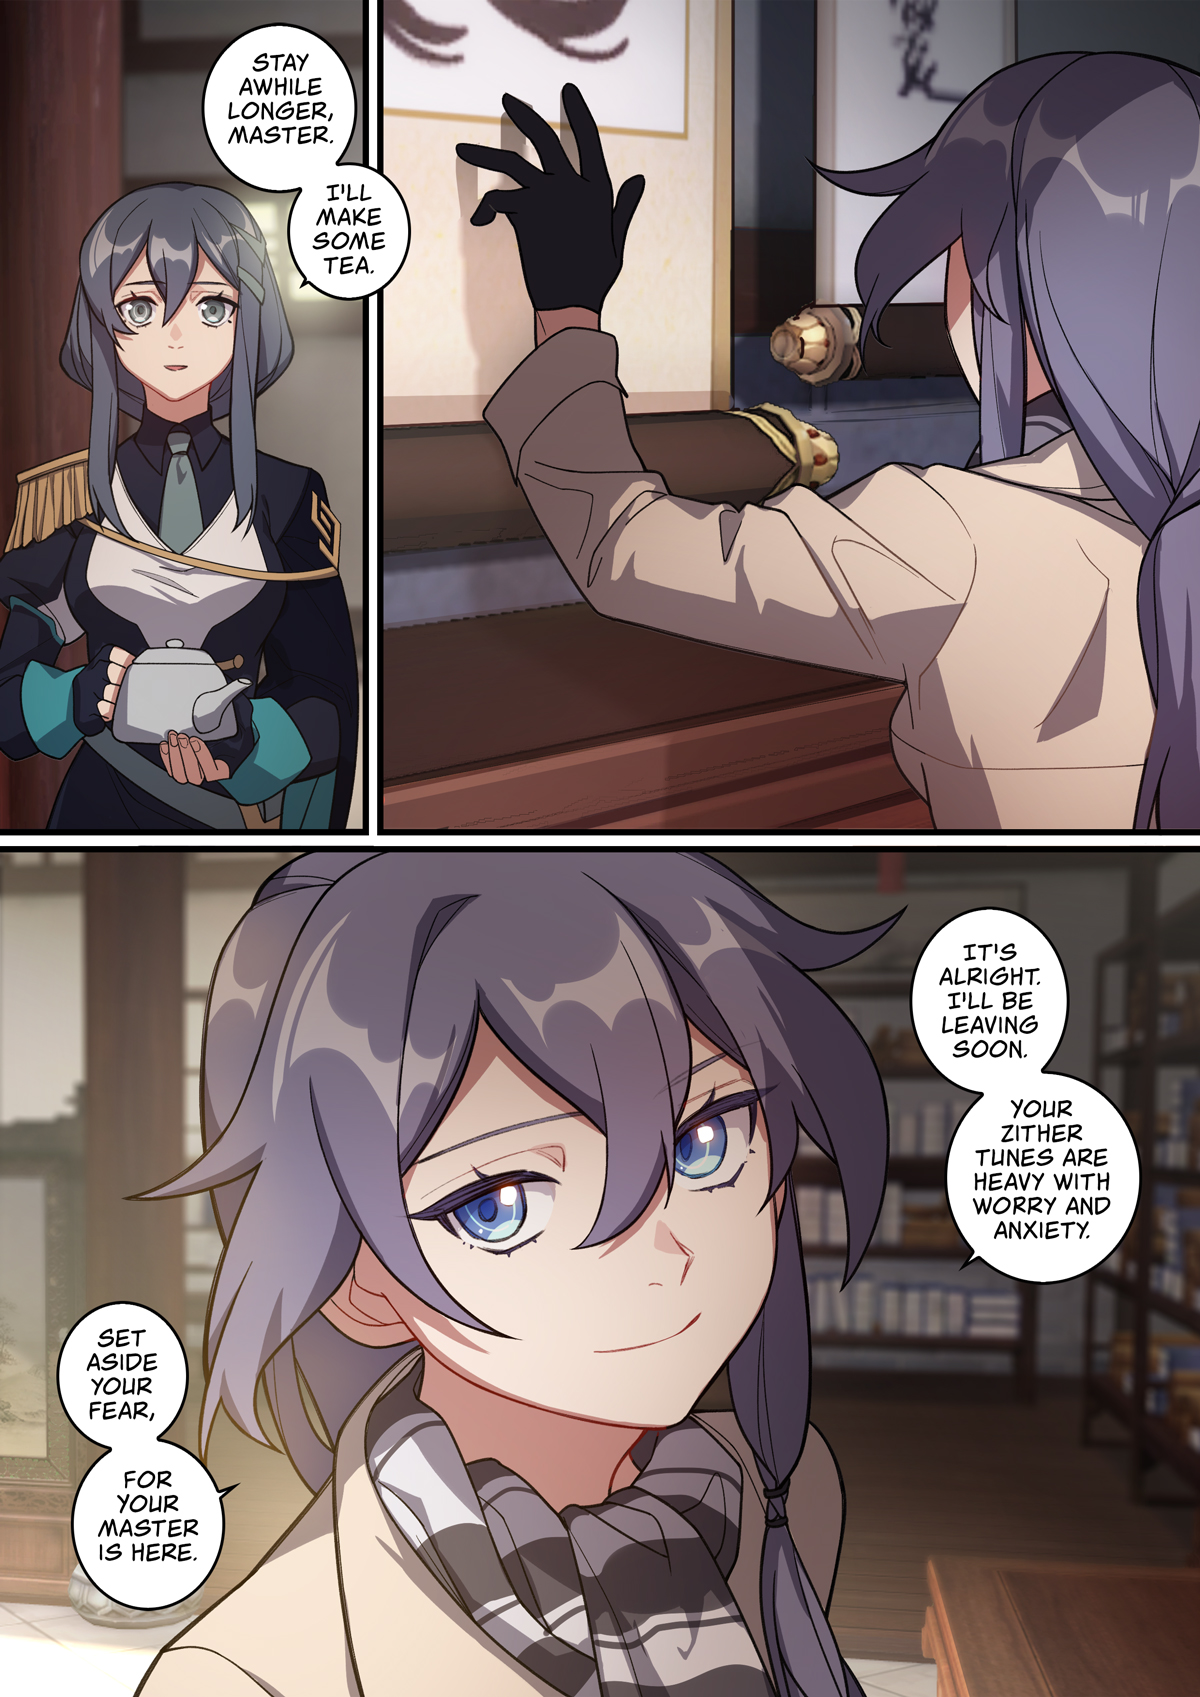 STAY
AWHILE
LONGER,
MASTER.
I'LL
MAKE
SOME
TEA.
IT'S
ALRIGHT.
I'LL BE
LEAVING
SOON.
YOUR
ZITHER
TUNES ARE
HEAVY WITH
WORRY AND
ANXIETY.
SET
ASIDE
YOUR
FEAR,
FOR
YOUR
MASTER
IS HERE.